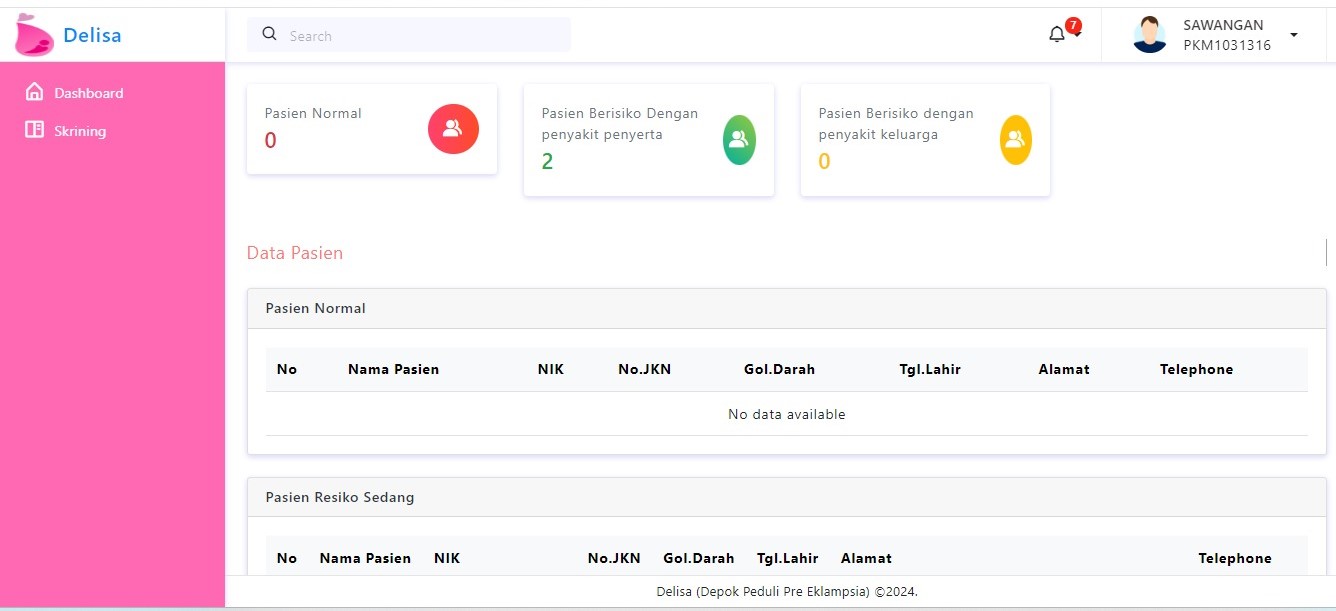 Delisa
Search
7
SAWANGAN
PKM1031316
Dashboard
Skrining
Pasien Normal
0
Pasien Berisiko Dengan
penyakit penyerta
2
Pasien Berisiko dengan
penyakit keluarga
0
Data Pasien
Pasien Normal
No Nama Pasien NIK No.JKN Gol.Darah Tgl.Lahir Alamat Telephone
No data available
Pasien Resiko Sedang
No Nama Pasien NIK No.JKN Gol.Darah Tgl.Lahir Alamat Telephone
Delisa (Depok Peduli Pre Eklampsia) ©2024.